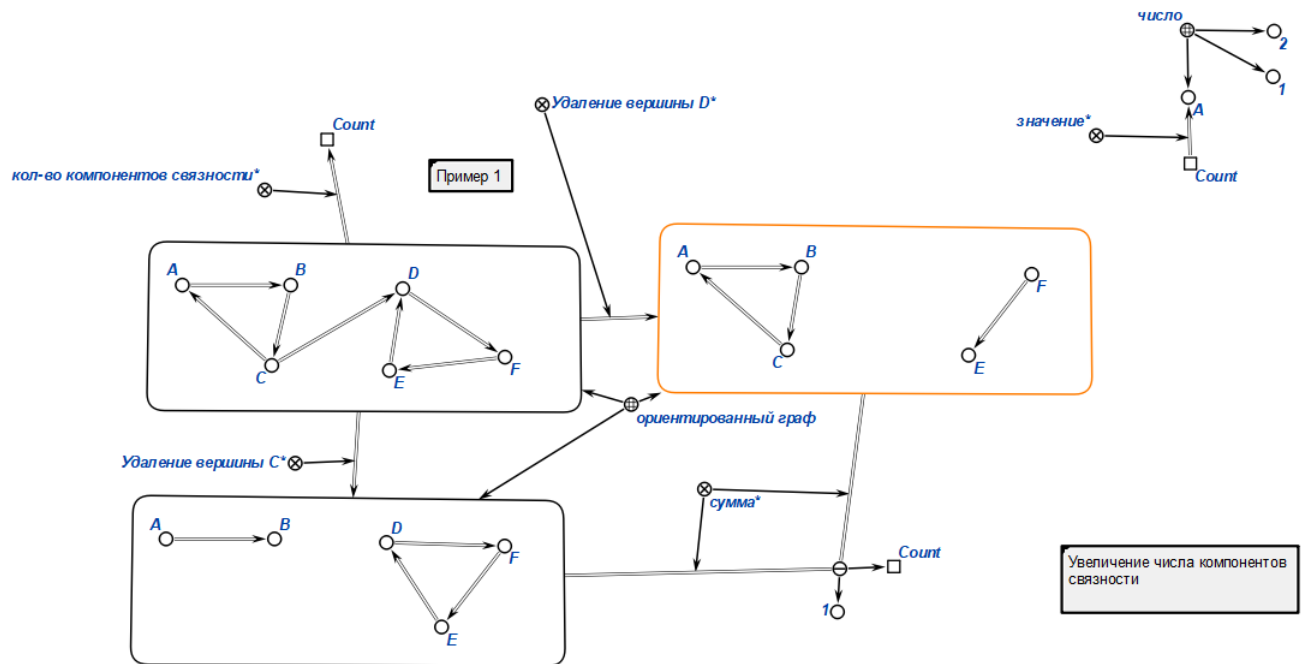 число
2
1
A
значение*
Count
Удаление вершины D*
Count
кол-во компонентов связности*
Пример 1
A
B
D
C
E
F
A
B
F
C
E
ориентированный граф
Удаление вершины C*
сумма*
A
B
D
F
E
Count
1
Увеличение числа компонентов
связности